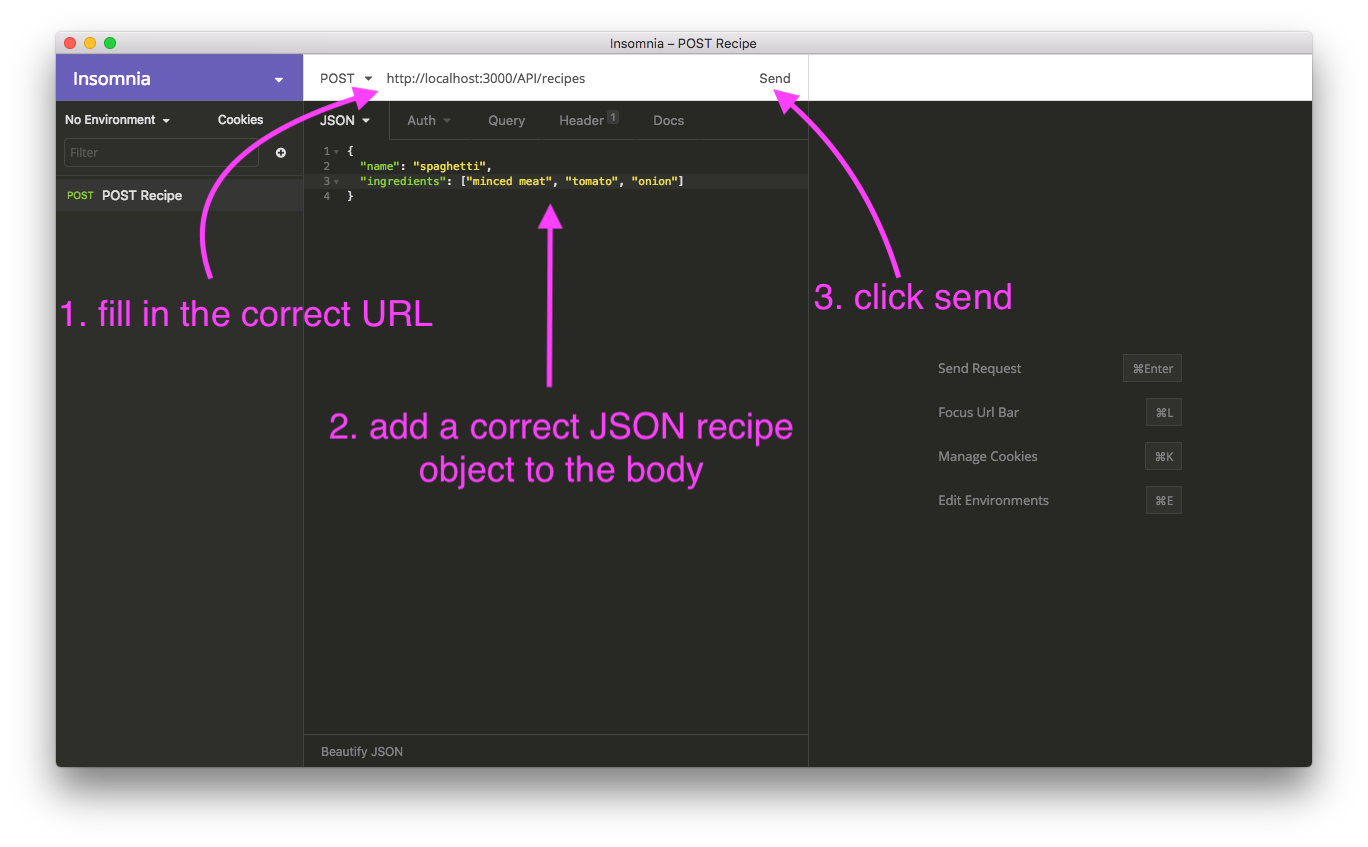 Insomnia – POST Recipe
Insomnia
POST http://localhost:3000/API/recipes Send
No Environment Cookies
JSON Auth Query Header 1 Docs
Filter
POST POST Recipe
1 {
2 "name": "spaghetti",
3 "ingredients": ["minced meat", "tomato", "onion"]
4 }
1. fill in the correct URL
2. add a correct JSON recipe
object to the body
3. click send
Send Request ⌘Enter
Focus Url Bar ⌘L
Manage Cookies ⌘K
Edit Environments ⌘E
Beautify JSON